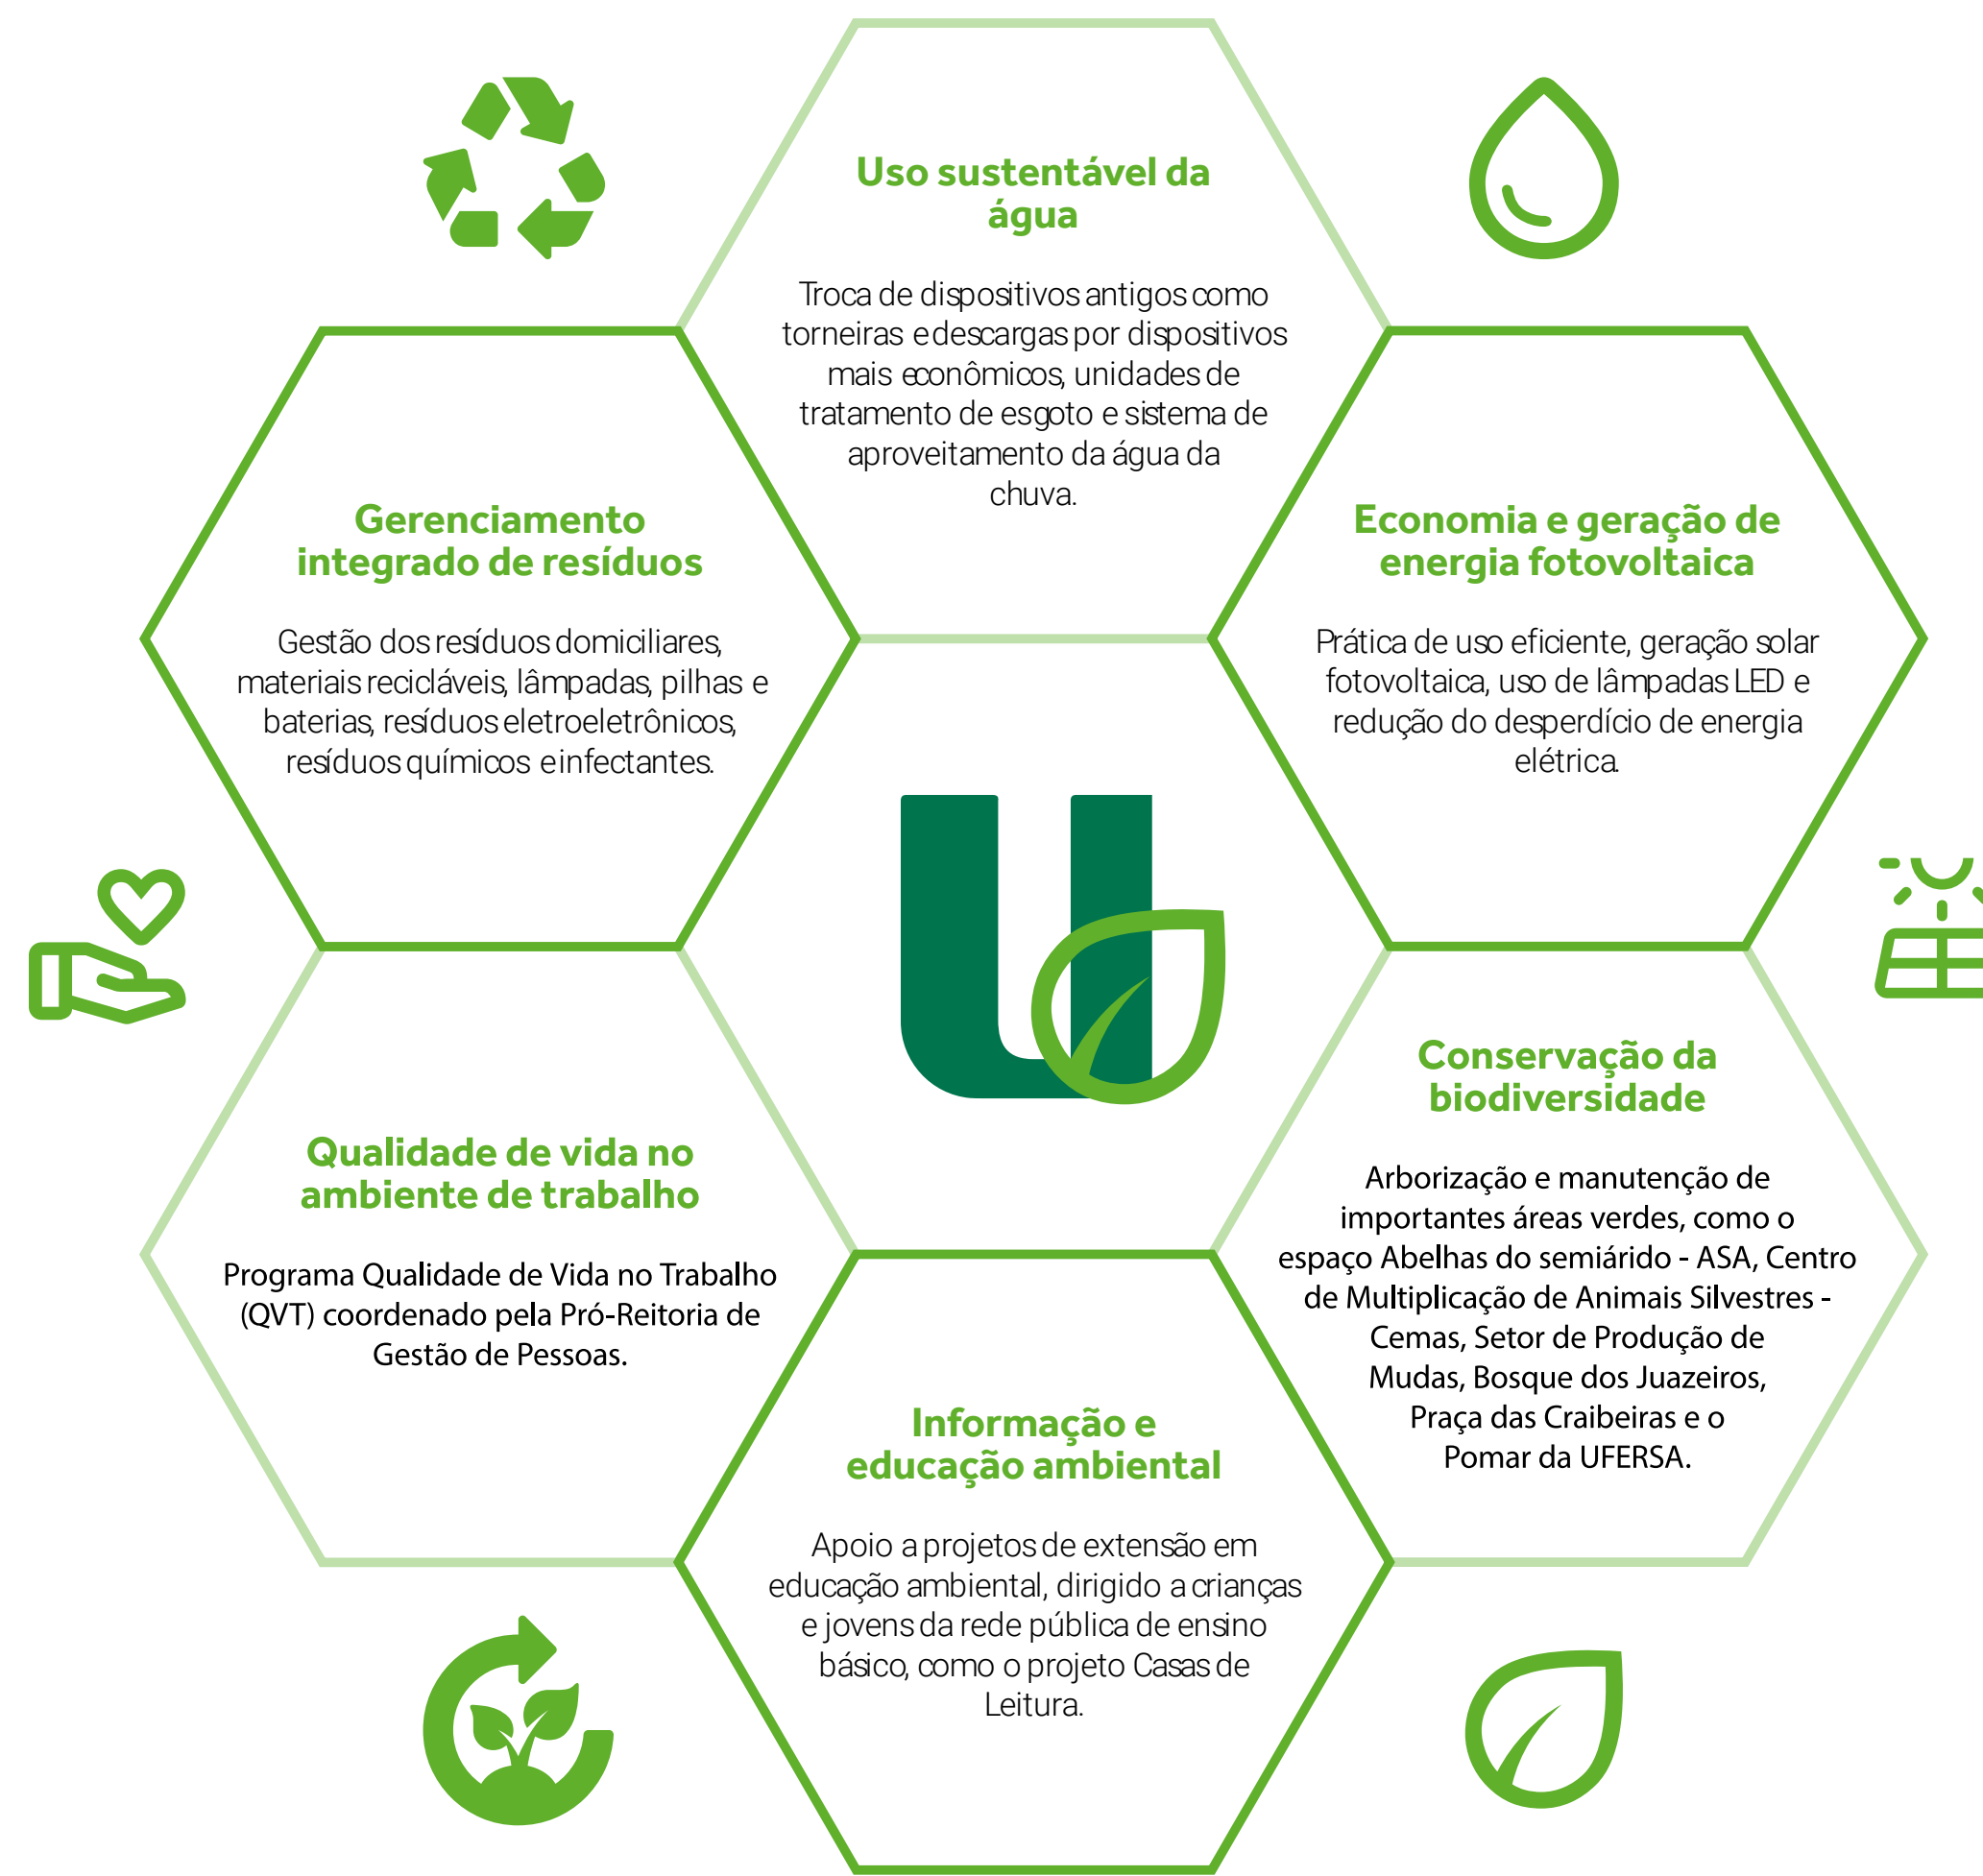 Uso sustentável da
água
Troca de dispositivos antigos como
torneiras e descargas por dispositivos
mais econômicos, unidades de
tratamento de esgoto e sistema de
aproveitamento da água da
chuva.
Gerenciamento
integrado de resíduos
Gestão dos resíduos domiciliares,
materiais recicláveis, lâmpadas, pilhas e
baterias, resíduos eletroeletrônicos,
resíduos químicos e infectantes.
Economia e geração de
energia fotovoltaica
Prática de uso eficiente, geração solar
fotovoltaica, uso de lâmpadas LED e
redução do desperdício de energia
elétrica.
Qualidade de vida no
ambiente de trabalho
Programa Qualidade de Vida no Trabalho
(QVT) coordenado pela Pró-Reitoria de
Gestão de Pessoas.
Conservação da
biodiversidade
Arborização e manutenção de
importantes áreas verdes, como o
espaço Abelhas do semiárido - ASA, Centro
de Multiplicação de Animais Silvestres -
Cemas, Setor de Produção de
Mudas, Bosque dos Juazeiros,
Praça das Craibeiras e o
Pomar da UFERSA.
Informação e
educação ambiental
Apoio a projetos de extensão em
educação ambiental, dirigido a crianças
e jovens da rede pública de ensino
básico, como o projeto Casas de
Leitura.